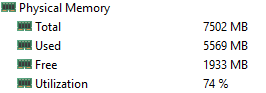 Physical Memory
Total 7502 MB
Used 5569 MB
Free 1933 MB
Utilization 74 %